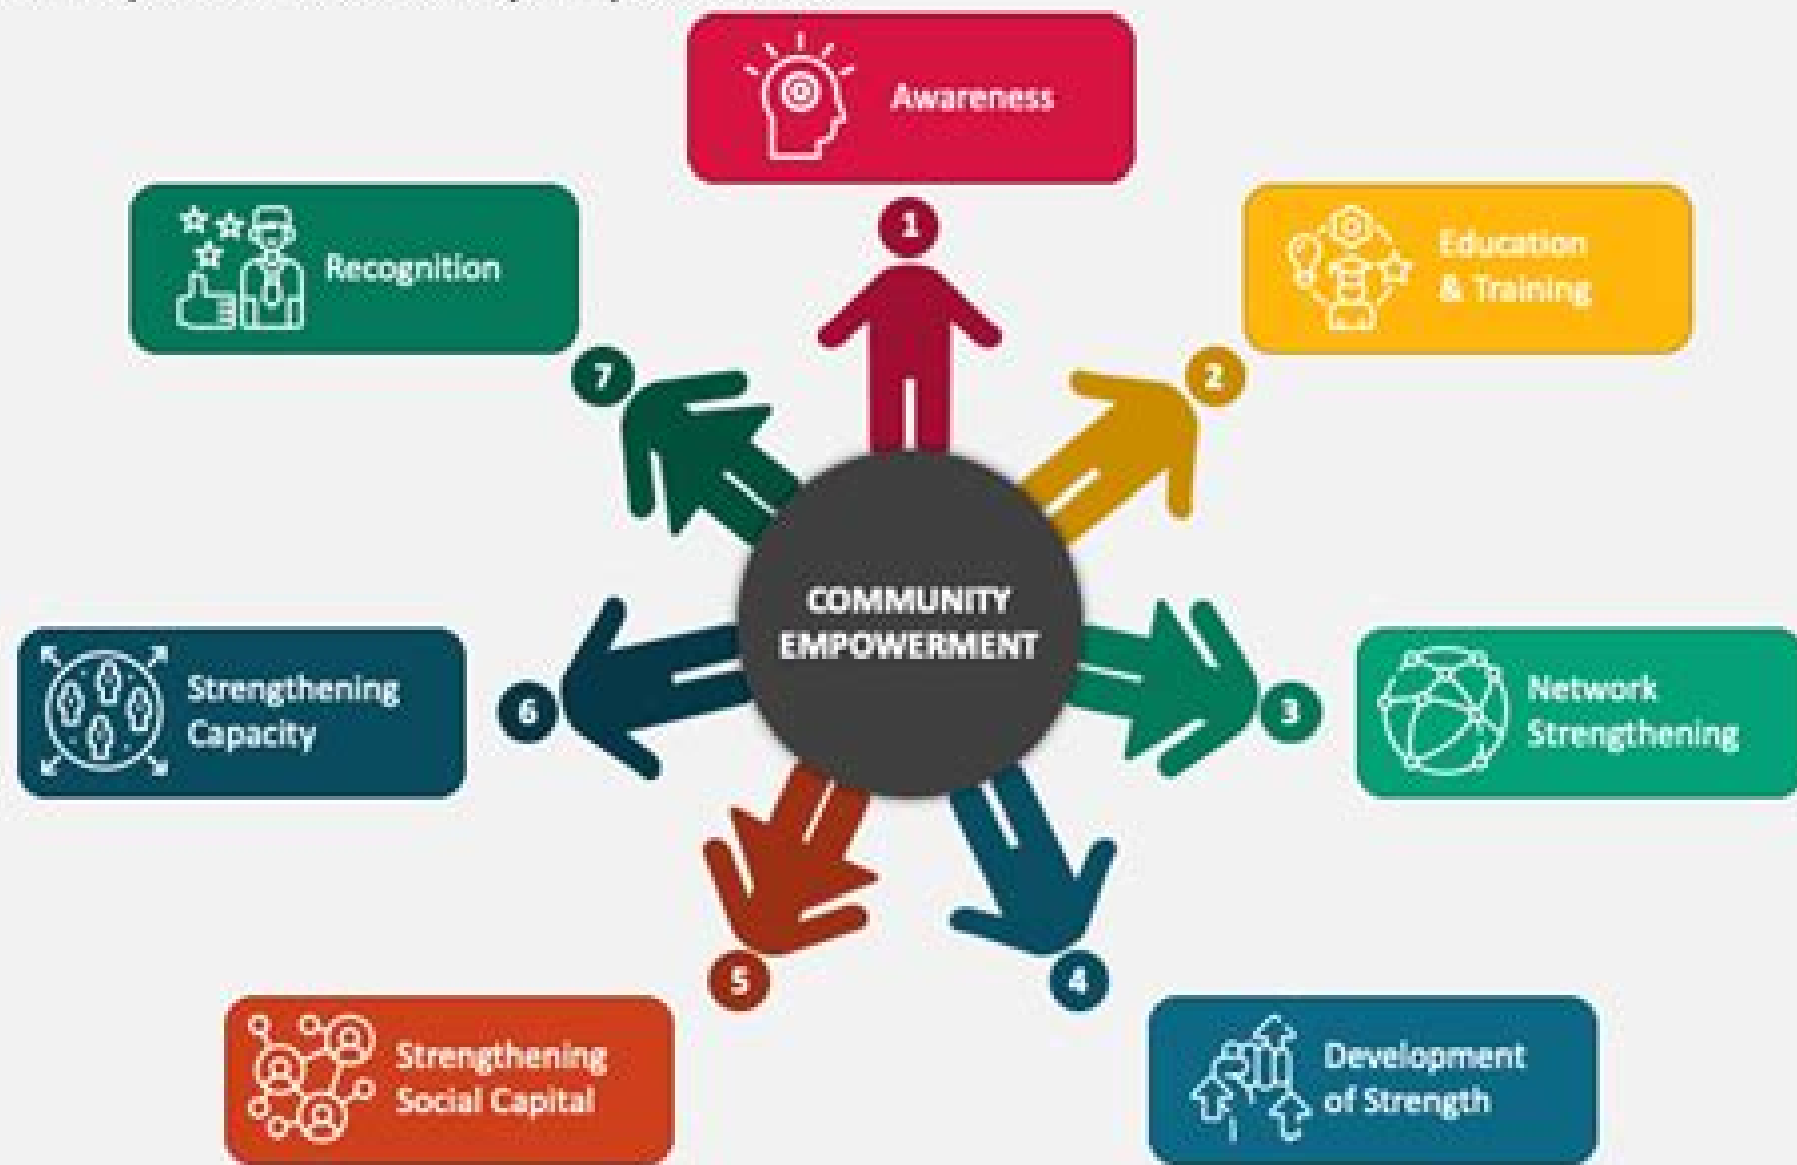 1
Awareness
2
Education
& Training
3
Network
Strengthening
4
Development
of Strength
5
Strengthening
Social Capital
6
Strengthening
Capacity
7
Recognition
COMMUNITY
EMPOWERMENT